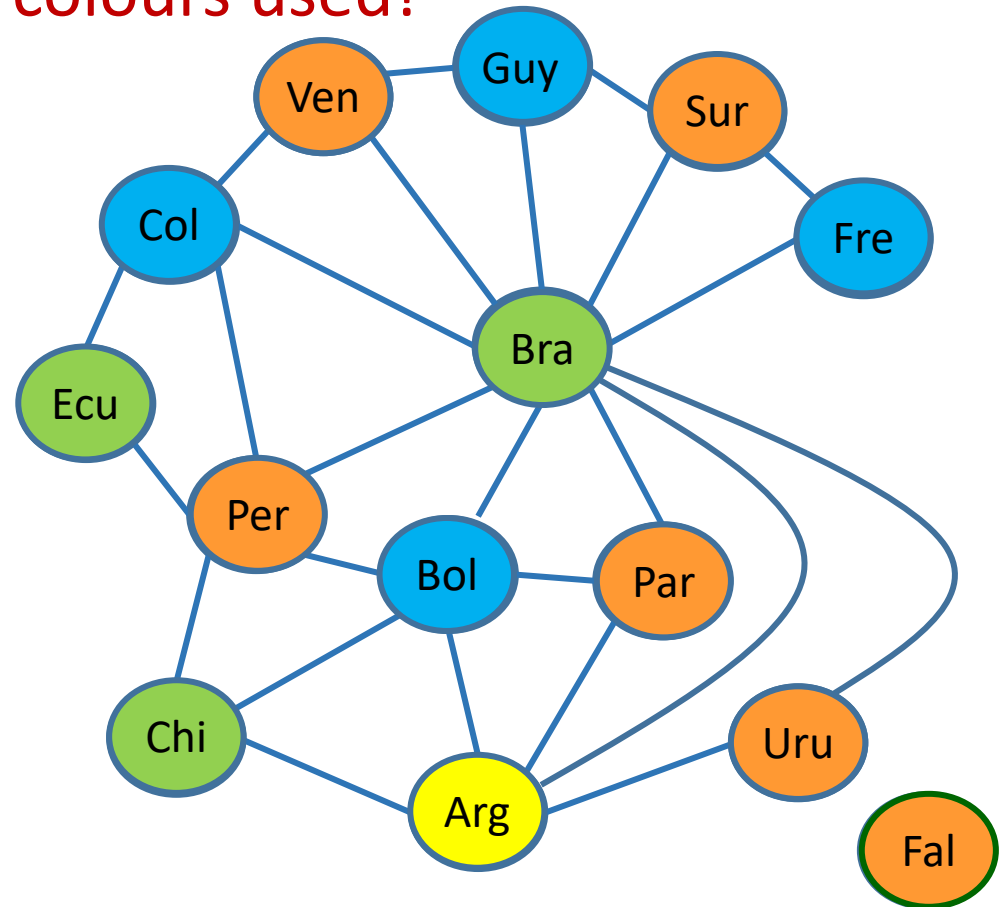 colours used?
Guy
Ven
Sur
Col
Fre
Bra
Ecu
Per
Bol
Par
Chi
Uru
Arg
Fal